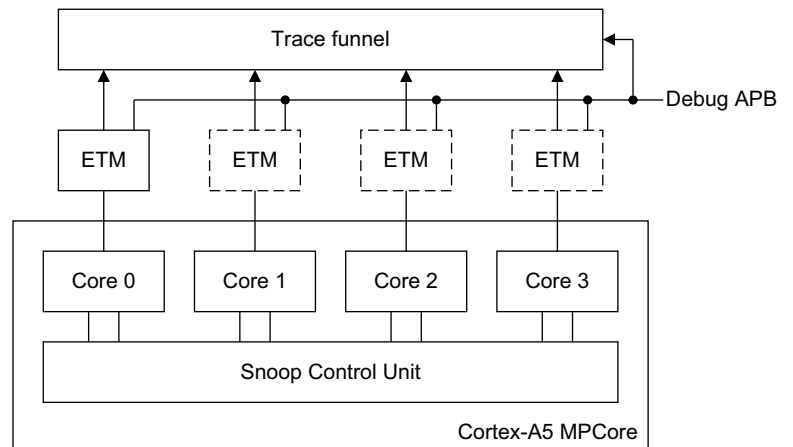 Trace funnel
Debug APB
ETM ETM ETM ETM
Core 0 Core 1 Core 2 Core 3
Snoop Control Unit
Cortex-A5 MPCore